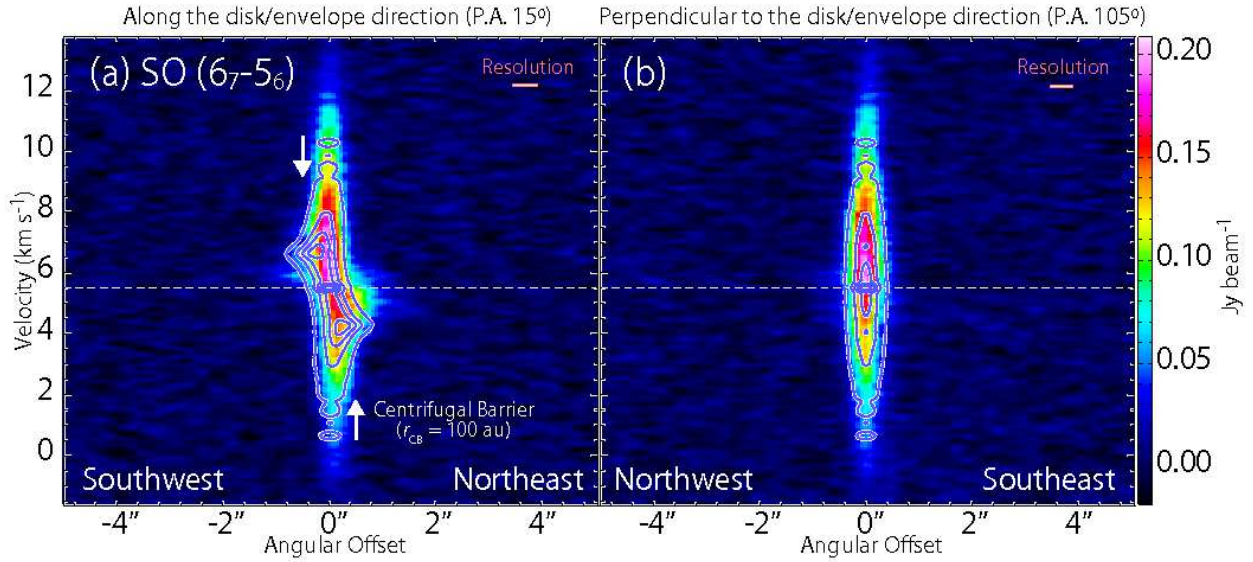 Along the disk/envelope direction (P.A. 15º)
Perpendicular to the disk/envelope direction (P.A. 105º)
(a) SO (6₇-5₆)
Resolution
(b)
Resolution
12
10
8
6
4
2
0
Velocity (km s⁻¹)
Centrifugal Barrier
(r_CB = 100 au)
Southwest
Northeast
Northwest
Southeast
-4″ -2″ 0″ 2″ 4″
-4″ -2″ 0″ 2″ 4″
Angular Offset
Angular Offset
0.20
0.15
0.10
0.05
0.00
Jy beam⁻¹